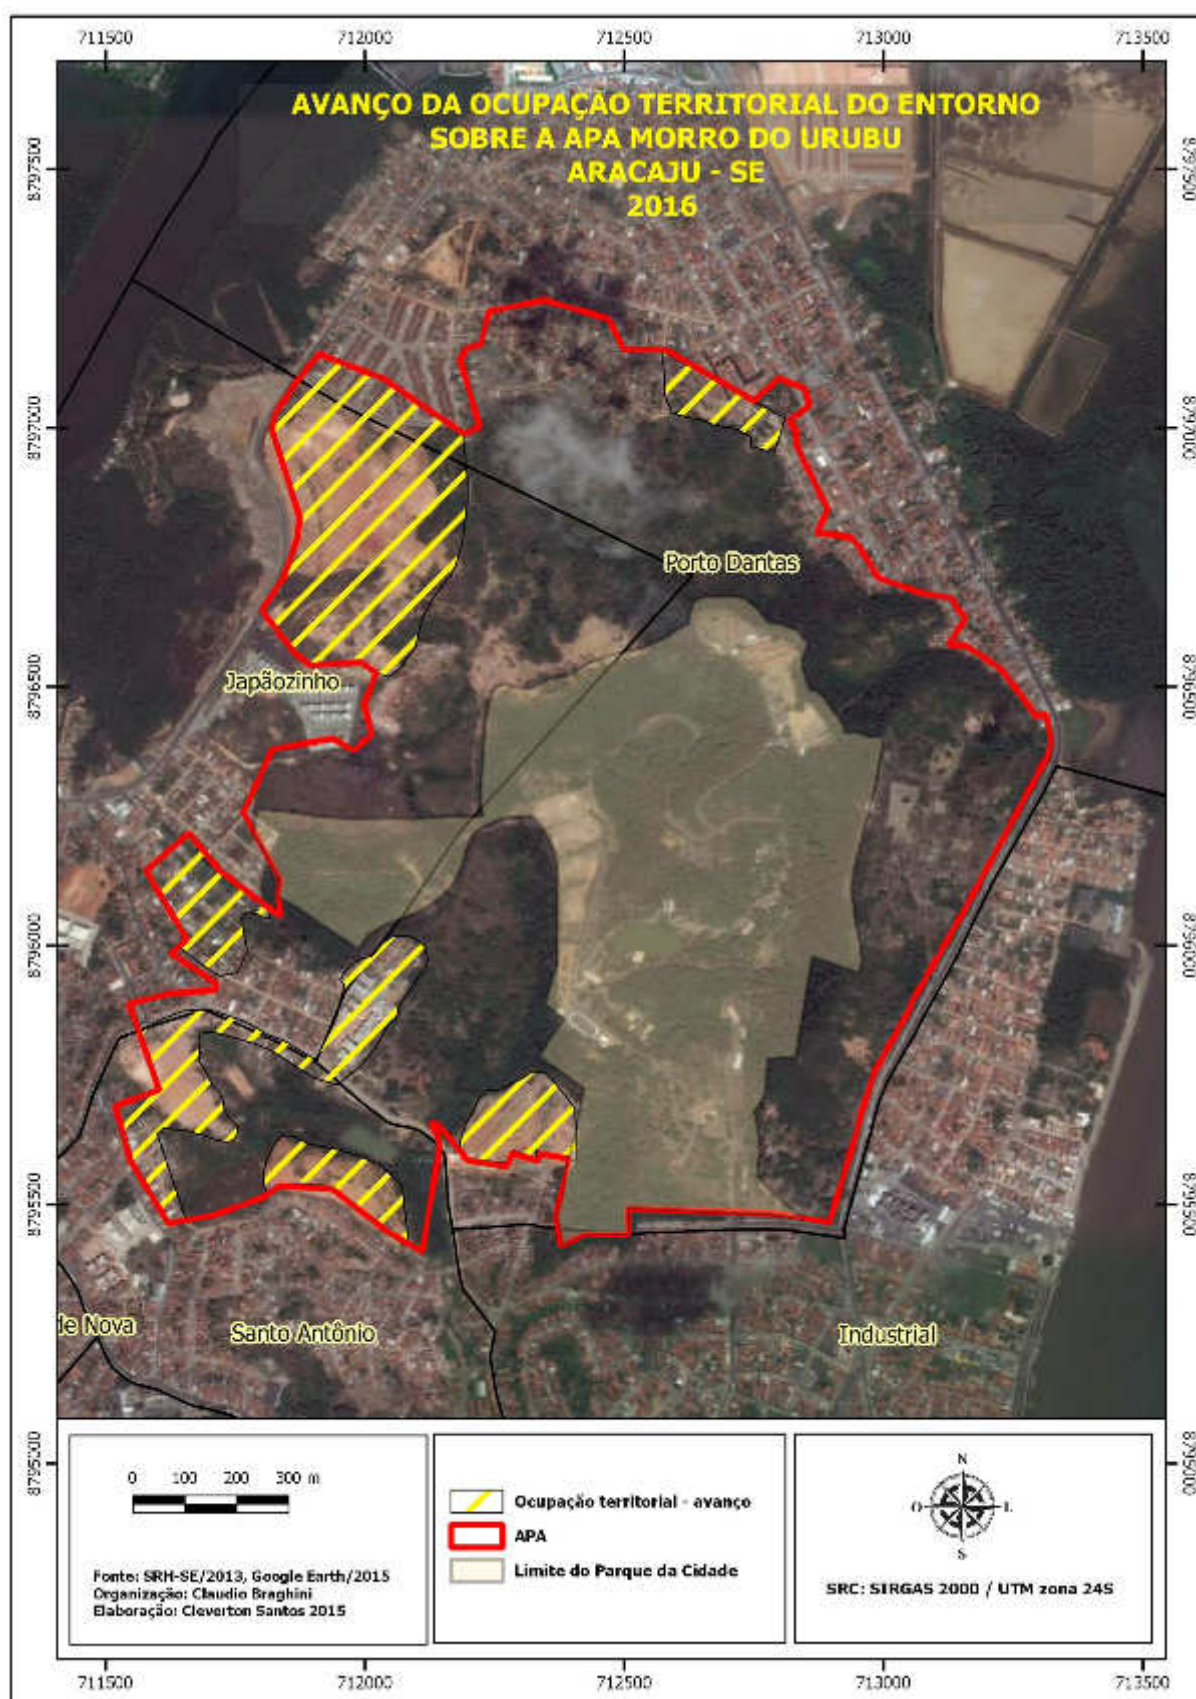 711500 712000 712500 713000 713500
AVANÇO DA OCUPAÇÃO TERRITORIAL DO ENTORNO
SOBRE A APA MORRO DO URUBU
ARACAJU - SE
2016
8797500 8797500
8797000 8797000
Porto Dantas
Japãozinho
8796500 8796500
8796000 8796000
8795500 8795500
de Nova
Santo Antônio
Industrial
8795000 8795000
0 100 200 300 m
Fonte: SRH-SE/2013, Google Earth/2015
Organização: Claudio Braghini
Elaboração: Cleverton Santos 2015
Ocupação territorial - avanço
APA
Limite do Parque da Cidade
N
O L
S
SRC: SIRGAS 2000 / UTM zona 24S
711500 712000 712500 713000 713500